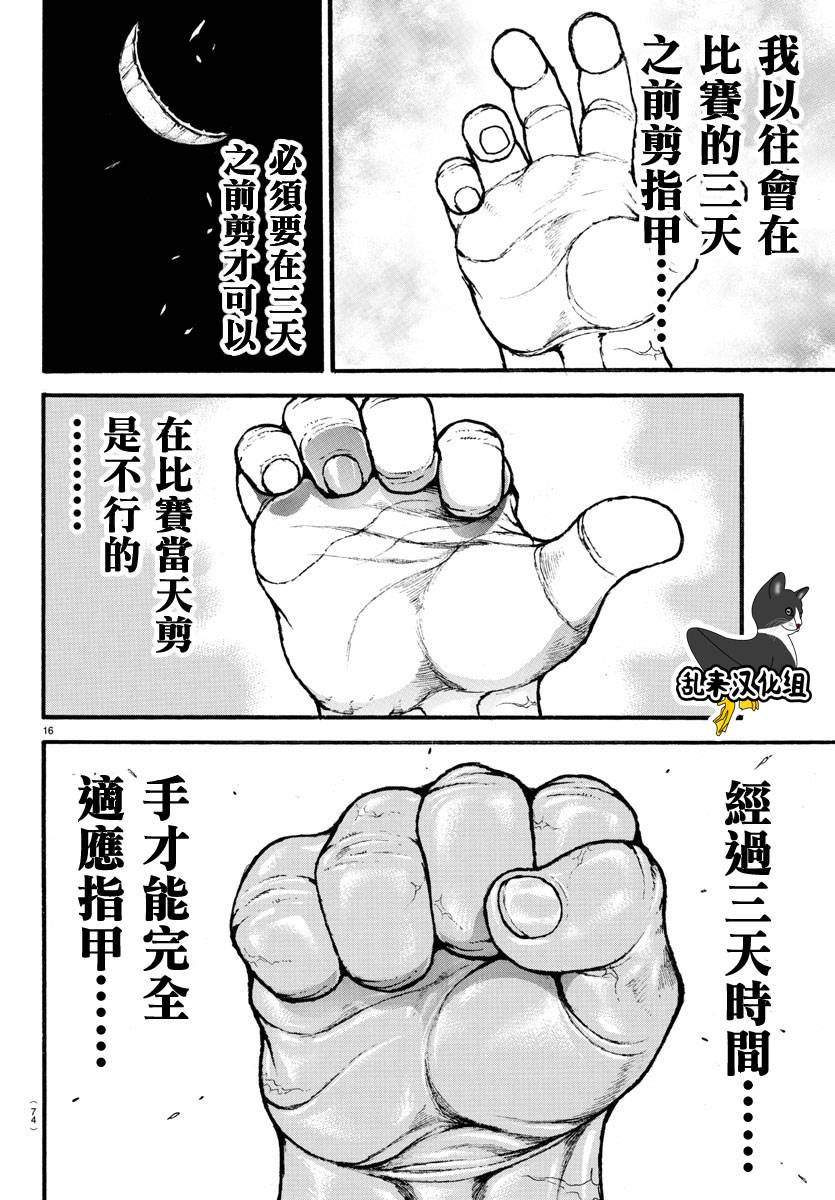 我以往會在
比賽的三天
之前剪指甲………
必須要在三天
之前剪才可以
在比賽當天剪
是不行的
………
乱来汉化组
16
經過三天時間……
手才能完全
適應指甲……
(74)